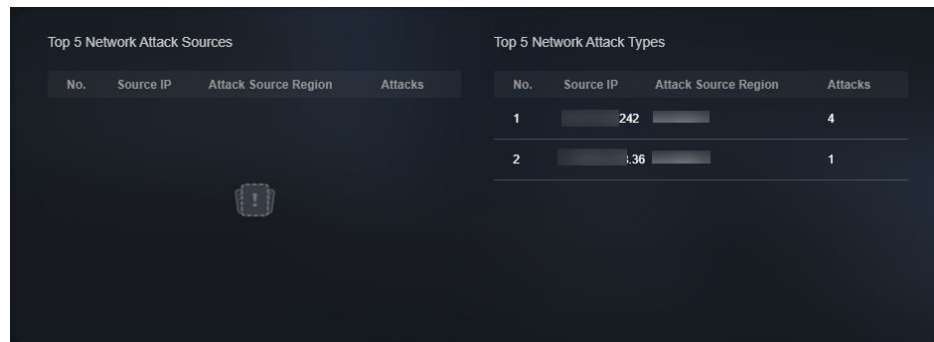 Top 5 Network Attack Sources
No. Source IP Attack Source Region Attacks
!
Top 5 Network Attack Types
No. Source IP Attack Source Region Attacks
1 242 4
2 .36 1